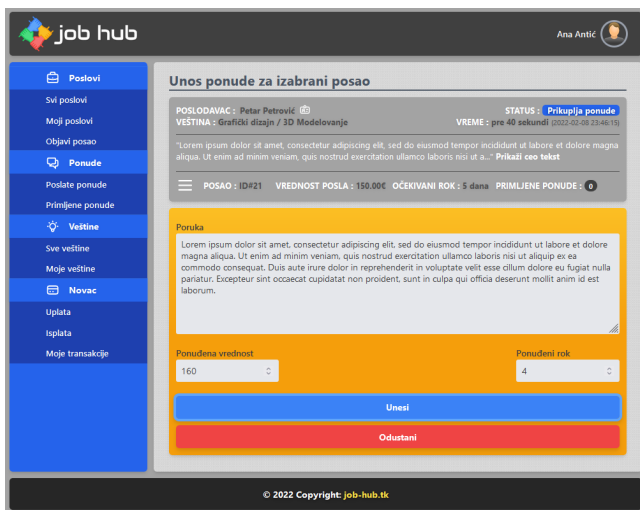 job hub
Ana Antić
Poslovi
Svi poslovi
Moji poslovi
Objavi posao
Ponude
Poslate ponude
Primljene ponude
Veštine
Sve veštine
Moje veštine
Novac
Uplata
Isplata
Moje transakcije
Unos ponude za izabrani posao
POSLODAVAC : Petar Petrović
STATUS : Prikuplja ponude
VEŠTINA : Grafički dizajn / 3D Modelovanje
VREME : pre 40 sekundi (2022-02-08 23:46:15)
"Lorem ipsum dolor sit amet, consectetur adipiscing elit, sed do eiusmod tempor incididunt ut labore et dolore magna
aliqua. Ut enim ad minim veniam, quis nostrud exercitation ullamco laboris nisi ut a..." Prikaži ceo tekst
POSAO : ID#21 VREDNOST POSLA : 150.00€ OČEKIVANI ROK : 5 dana PRIMLJENE PONUDE : 0
Poruka
Lorem ipsum dolor sit amet, consectetur adipiscing elit, sed do eiusmod tempor incididunt ut labore et dolore
magna aliqua. Ut enim ad minim veniam, quis nostrud exercitation ullamco laboris nisi ut aliquip ex ea
commodo consequat. Duis aute irure dolor in reprehenderit in voluptate velit esse cillum dolore eu fugiat nulla
pariatur. Excepteur sint occaecat cupidatat non proident, sunt in culpa qui officia deserunt mollit anim id est
laborum.
Ponuđena vrednost
Ponuđeni rok
160
4
Unesi
Odustani
© 2022 Copyright: job-hub.tk